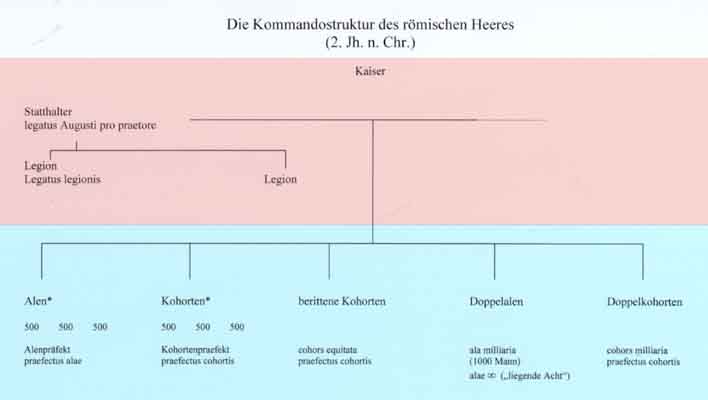 Die Kommandostruktur des römischen Heeres
(2. Jh. n. Chr.)
Kaiser
Statthalter
legatus Augusti pro praetore
Legion
Legatus legionis
Legion
Alen*
Kohorten*
berittene Kohorten
Doppelalen
Doppelkohorten
500 500 500
500 500 500
Alenpräfekt
praefectus alae
Kohortenpraefekt
praefectus cohortis
cohors equitata
praefectus cohortis
ala milliaria
(1000 Mann)
alae ∞ („liegende Acht“)
cohors milliaria
praefectus cohortis